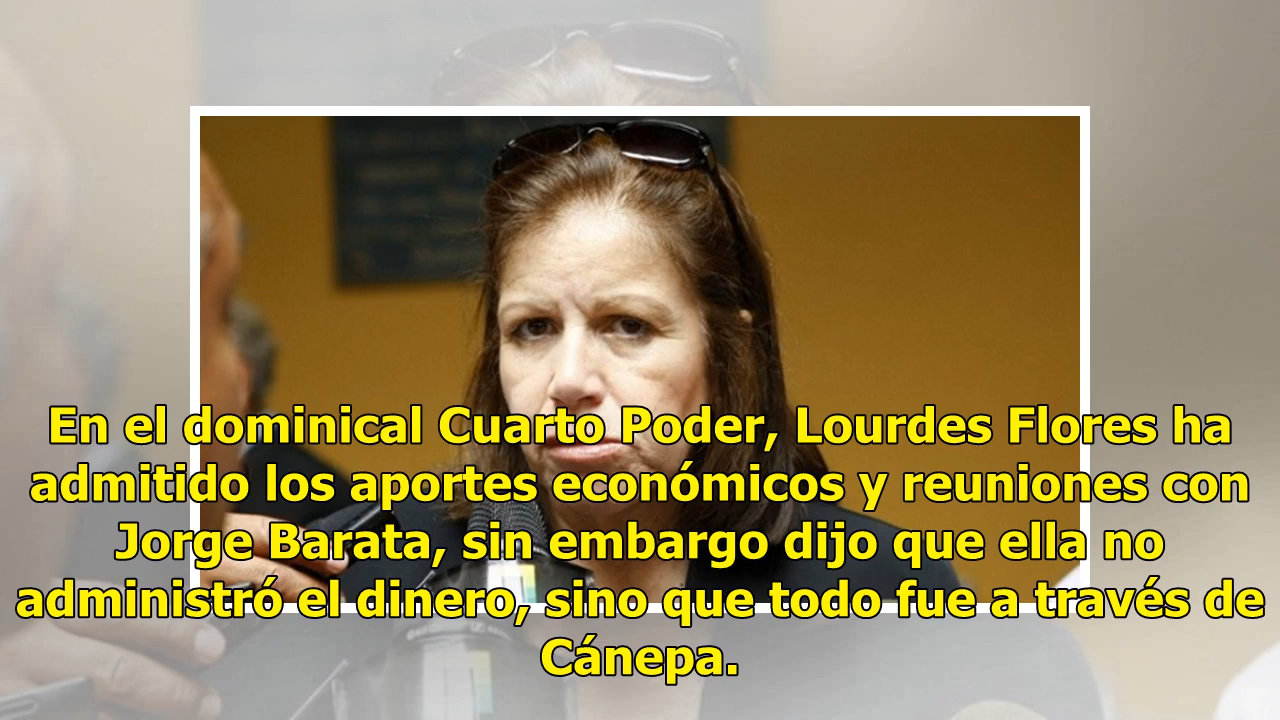 En el dominical Cuarto Poder, Lourdes Flores ha
admitido los aportes económicos y reuniones con
Jorge Barata, sin embargo dijo que ella no
administró el dinero, sino que todo fue a través de
Cánepa.